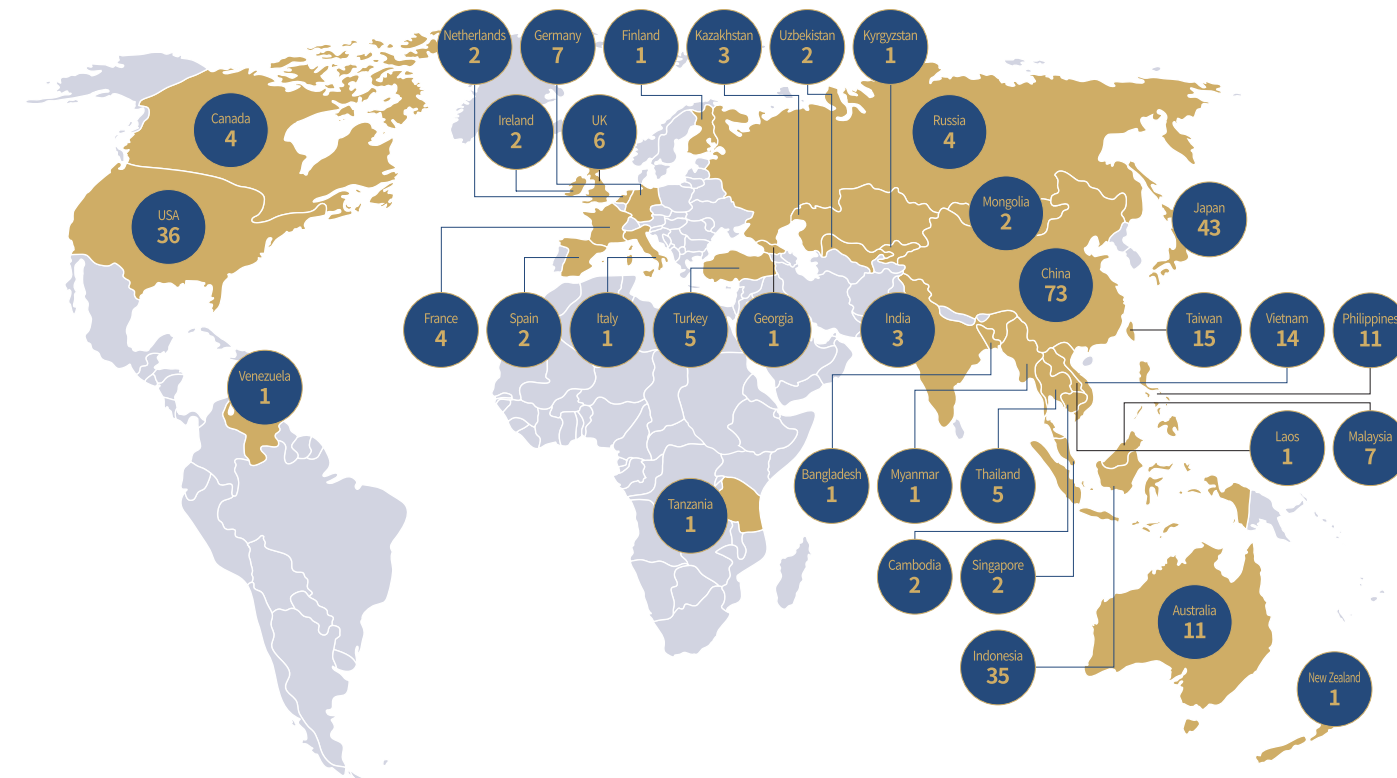 Netherlands
2
Germany
7
Finland
1
Kazakhstan
3
Uzbekistan
2
Kyrgyzstan
1
Canada
4
Ireland
2
UK
6
Russia
4
USA
36
Mongolia
2
Japan
43
China
73
France
4
Spain
2
Italy
1
Turkey
5
Georgia
1
India
3
Taiwan
15
Vietnam
14
Philippines
11
Venezuela
1
Laos
1
Malaysia
7
Bangladesh
1
Myanmar
1
Thailand
5
Tanzania
1
Cambodia
2
Singapore
2
Australia
11
Indonesia
35
New Zealand
1